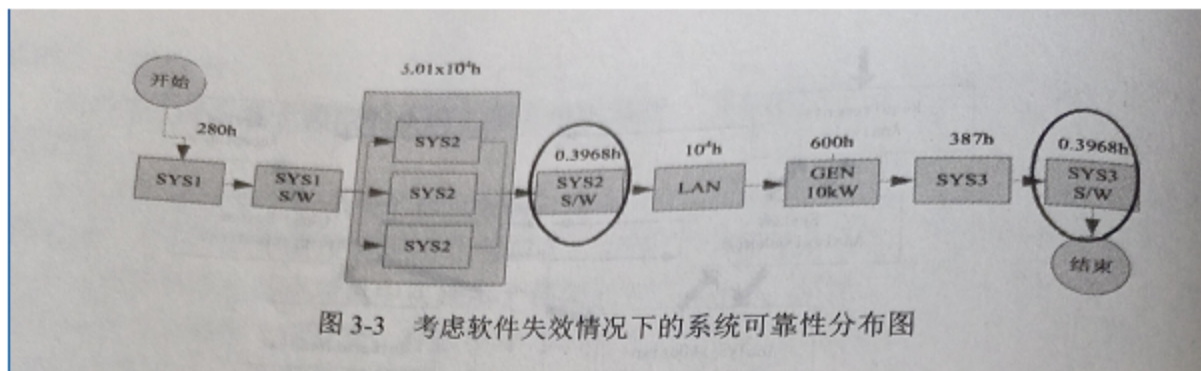 开始
5.01x10⁴h
280h
SYS1
SYS1
S/W
SYS2
SYS2
SYS2
0.3968h
SYS2
S/W
10⁴h
LAN
600h
GEN
10kW
387h
SYS3
0.3968h
SYS3
S/W
结束
图 3-3 考虑软件失效情况下的系统可靠性分布图